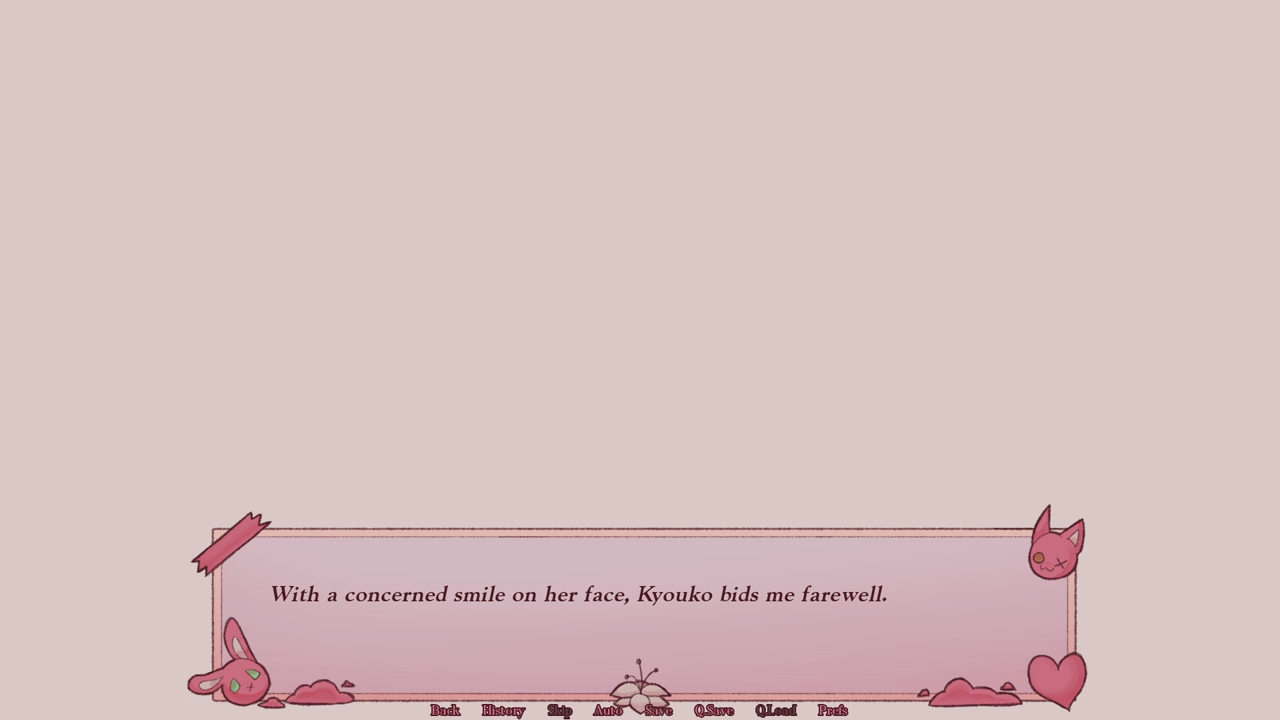 With a concerned smile on her face, Kyouko bids me farewell.
Back History Skip Auto Save Q.Save Q.Load Prefs